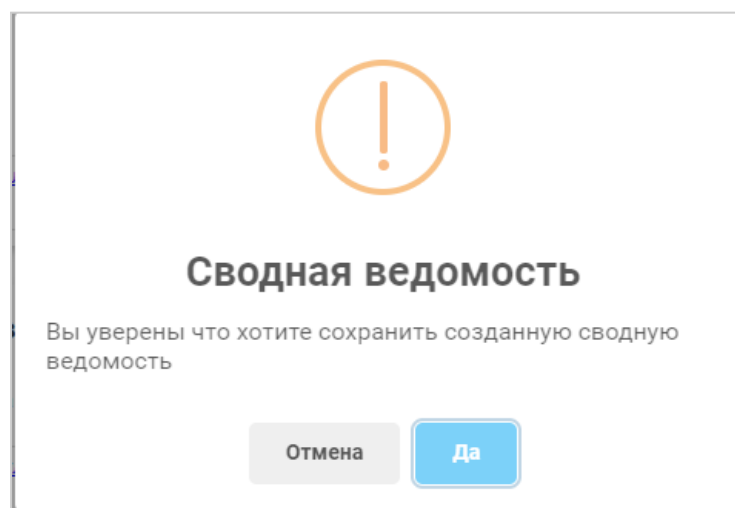 Сводная ведомость
Вы уверены что хотите сохранить созданную сводную
ведомость
Отмена
Да